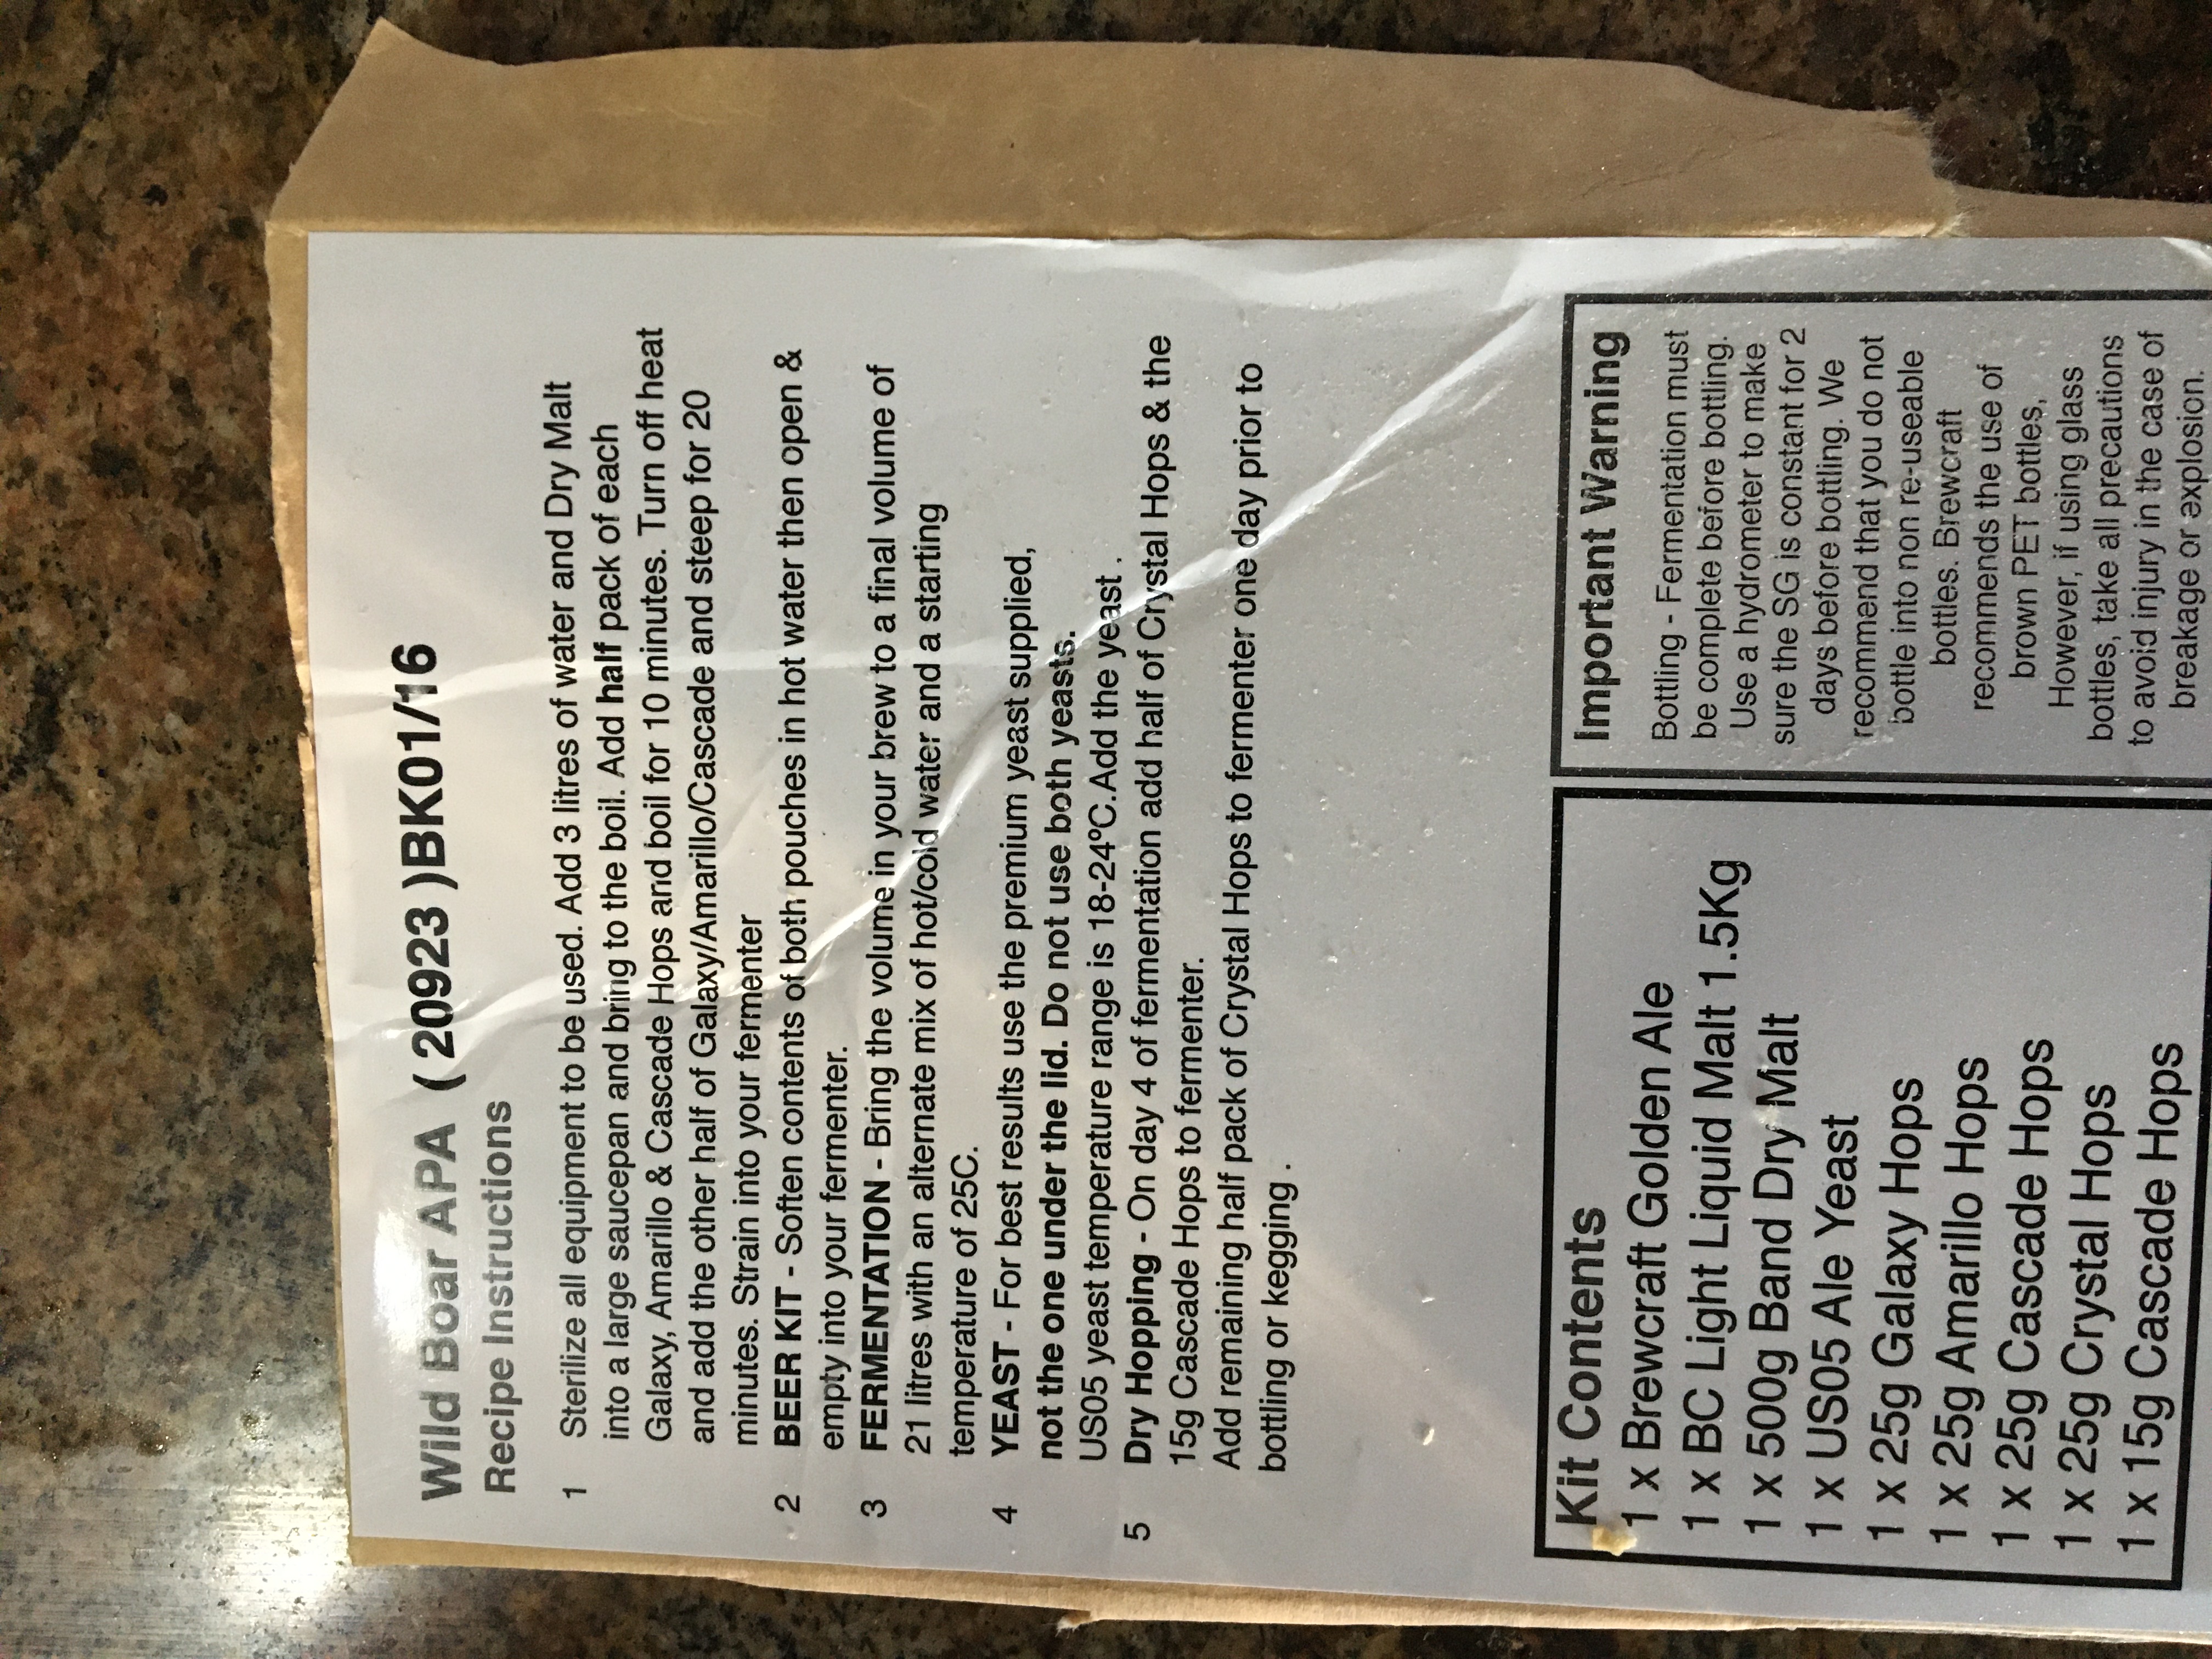 Wild Boar APA ( 20923 )BK01/16
Recipe Instructions
1 Sterilize all equipment to be used. Add 3 litres of water and Dry Malt
into a large saucepan and bring to the boil. Add half pack of each
Galaxy, Amarillo & Cascade Hops and boil for 10 minutes. Turn off heat
and add the other half of Galaxy/Amarillo/Cascade and steep for 20
minutes. Strain into your fermenter
2 BEER KIT - Soften contents of both pouches in hot water then open &
empty into your fermenter.
3 FERMENTATION - Bring the volume in your brew to a final volume of
21 litres with an alternate mix of hot/cold water and a starting
temperature of 25C.
4 YEAST - For best results use the premium yeast supplied,
not the one under the lid. Do not use both yeasts.
US05 yeast temperature range is 18-24ºC.Add the yeast .
5 Dry Hopping - On day 4 of fermentation add half of Crystal Hops & the
15g Cascade Hops to fermenter.
Add remaining half pack of Crystal Hops to fermenter one day prior to
bottling or kegging .
Kit Contents
1 x Brewcraft Golden Ale
1 x BC Light Liquid Malt 1.5Kg
1 x 500g Band Dry Malt
1 x US05 Ale Yeast
1 x 25g Galaxy Hops
1 x 25g Amarillo Hops
1 x 25g Cascade Hops
1 x 25g Crystal Hops
1 x 15g Cascade Hops
Important Warning
Bottling - Fermentation must
be complete before bottling.
Use a hydrometer to make
sure the SG is constant for 2
days before bottling. We
recommend that you do not
bottle into non re-useable
bottles. Brewcraft
recommends the use of
brown PET bottles,
However, if using glass
bottles, take all precautions
to avoid injury in the case of
breakage or explosion.